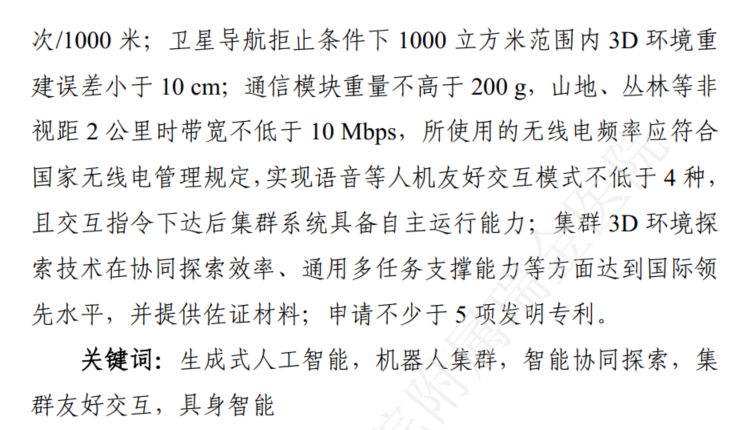 次/1000 米；卫星导航拒止条件下 1000 立方米范围内 3D 环境重
建误差小于 10 cm；通信模块重量不高于 200 g，山地、丛林等非
视距 2 公里时带宽不低于 10 Mbps，所使用的无线电频率应符合
国家无线电管理规定，实现语音等人机友好交互模式不低于 4 种，
且交互指令下达后集群系统具备自主运行能力；集群 3D 环境探
索技术在协同探索效率、通用多任务支撑能力等方面达到国际领
先水平，并提供佐证材料；申请不少于 5 项发明专利。
关键词：生成式人工智能，机器人集群，智能协同探索，集
群友好交互，具身智能
院附属瑞金医院